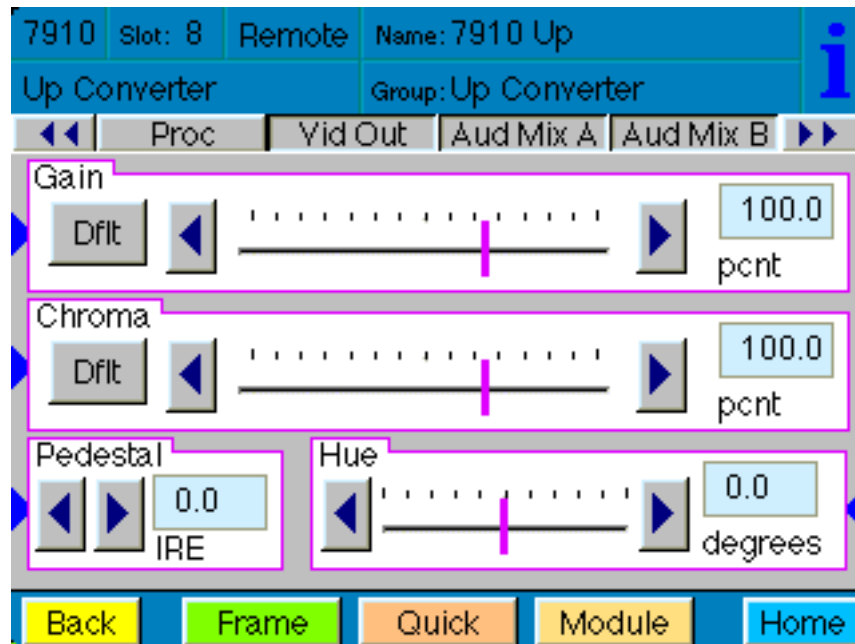 7910 Slot: 8 Remote Name: 7910 Up
Up Converter Group: Up Converter
i
Proc Vid Out Aud Mix A Aud Mix B
Gain
Dflt 100.0
pcnt
Chroma
Dflt 100.0
pcnt
Pedestal Hue
0.0 0.0
IRE degrees
Back Frame Quick Module Home